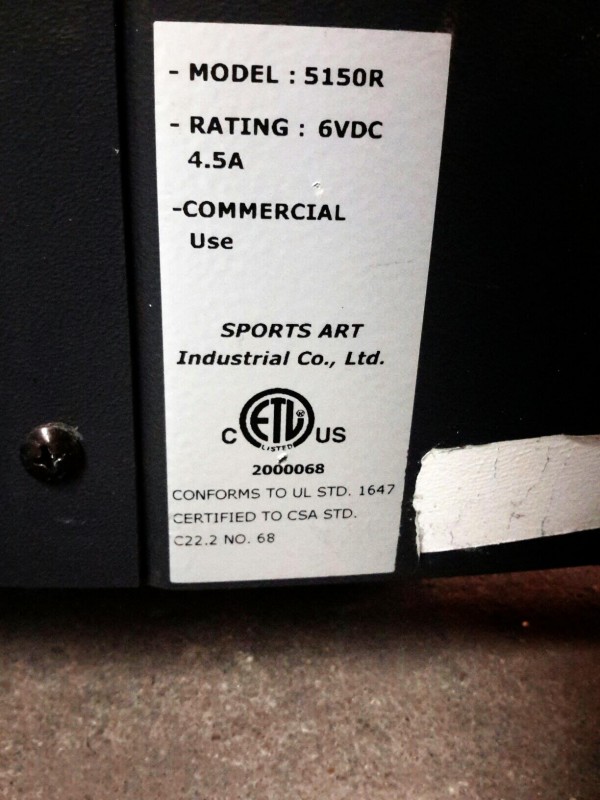 - MODEL : 5150R
- RATING : 6VDC
4.5A
-COMMERCIAL
Use
SPORTS ART
Industrial Co., Ltd.
C ETL® US
LISTED
2000068
CONFORMS TO UL STD. 1647
CERTIFIED TO CSA STD.
C22.2 NO. 68